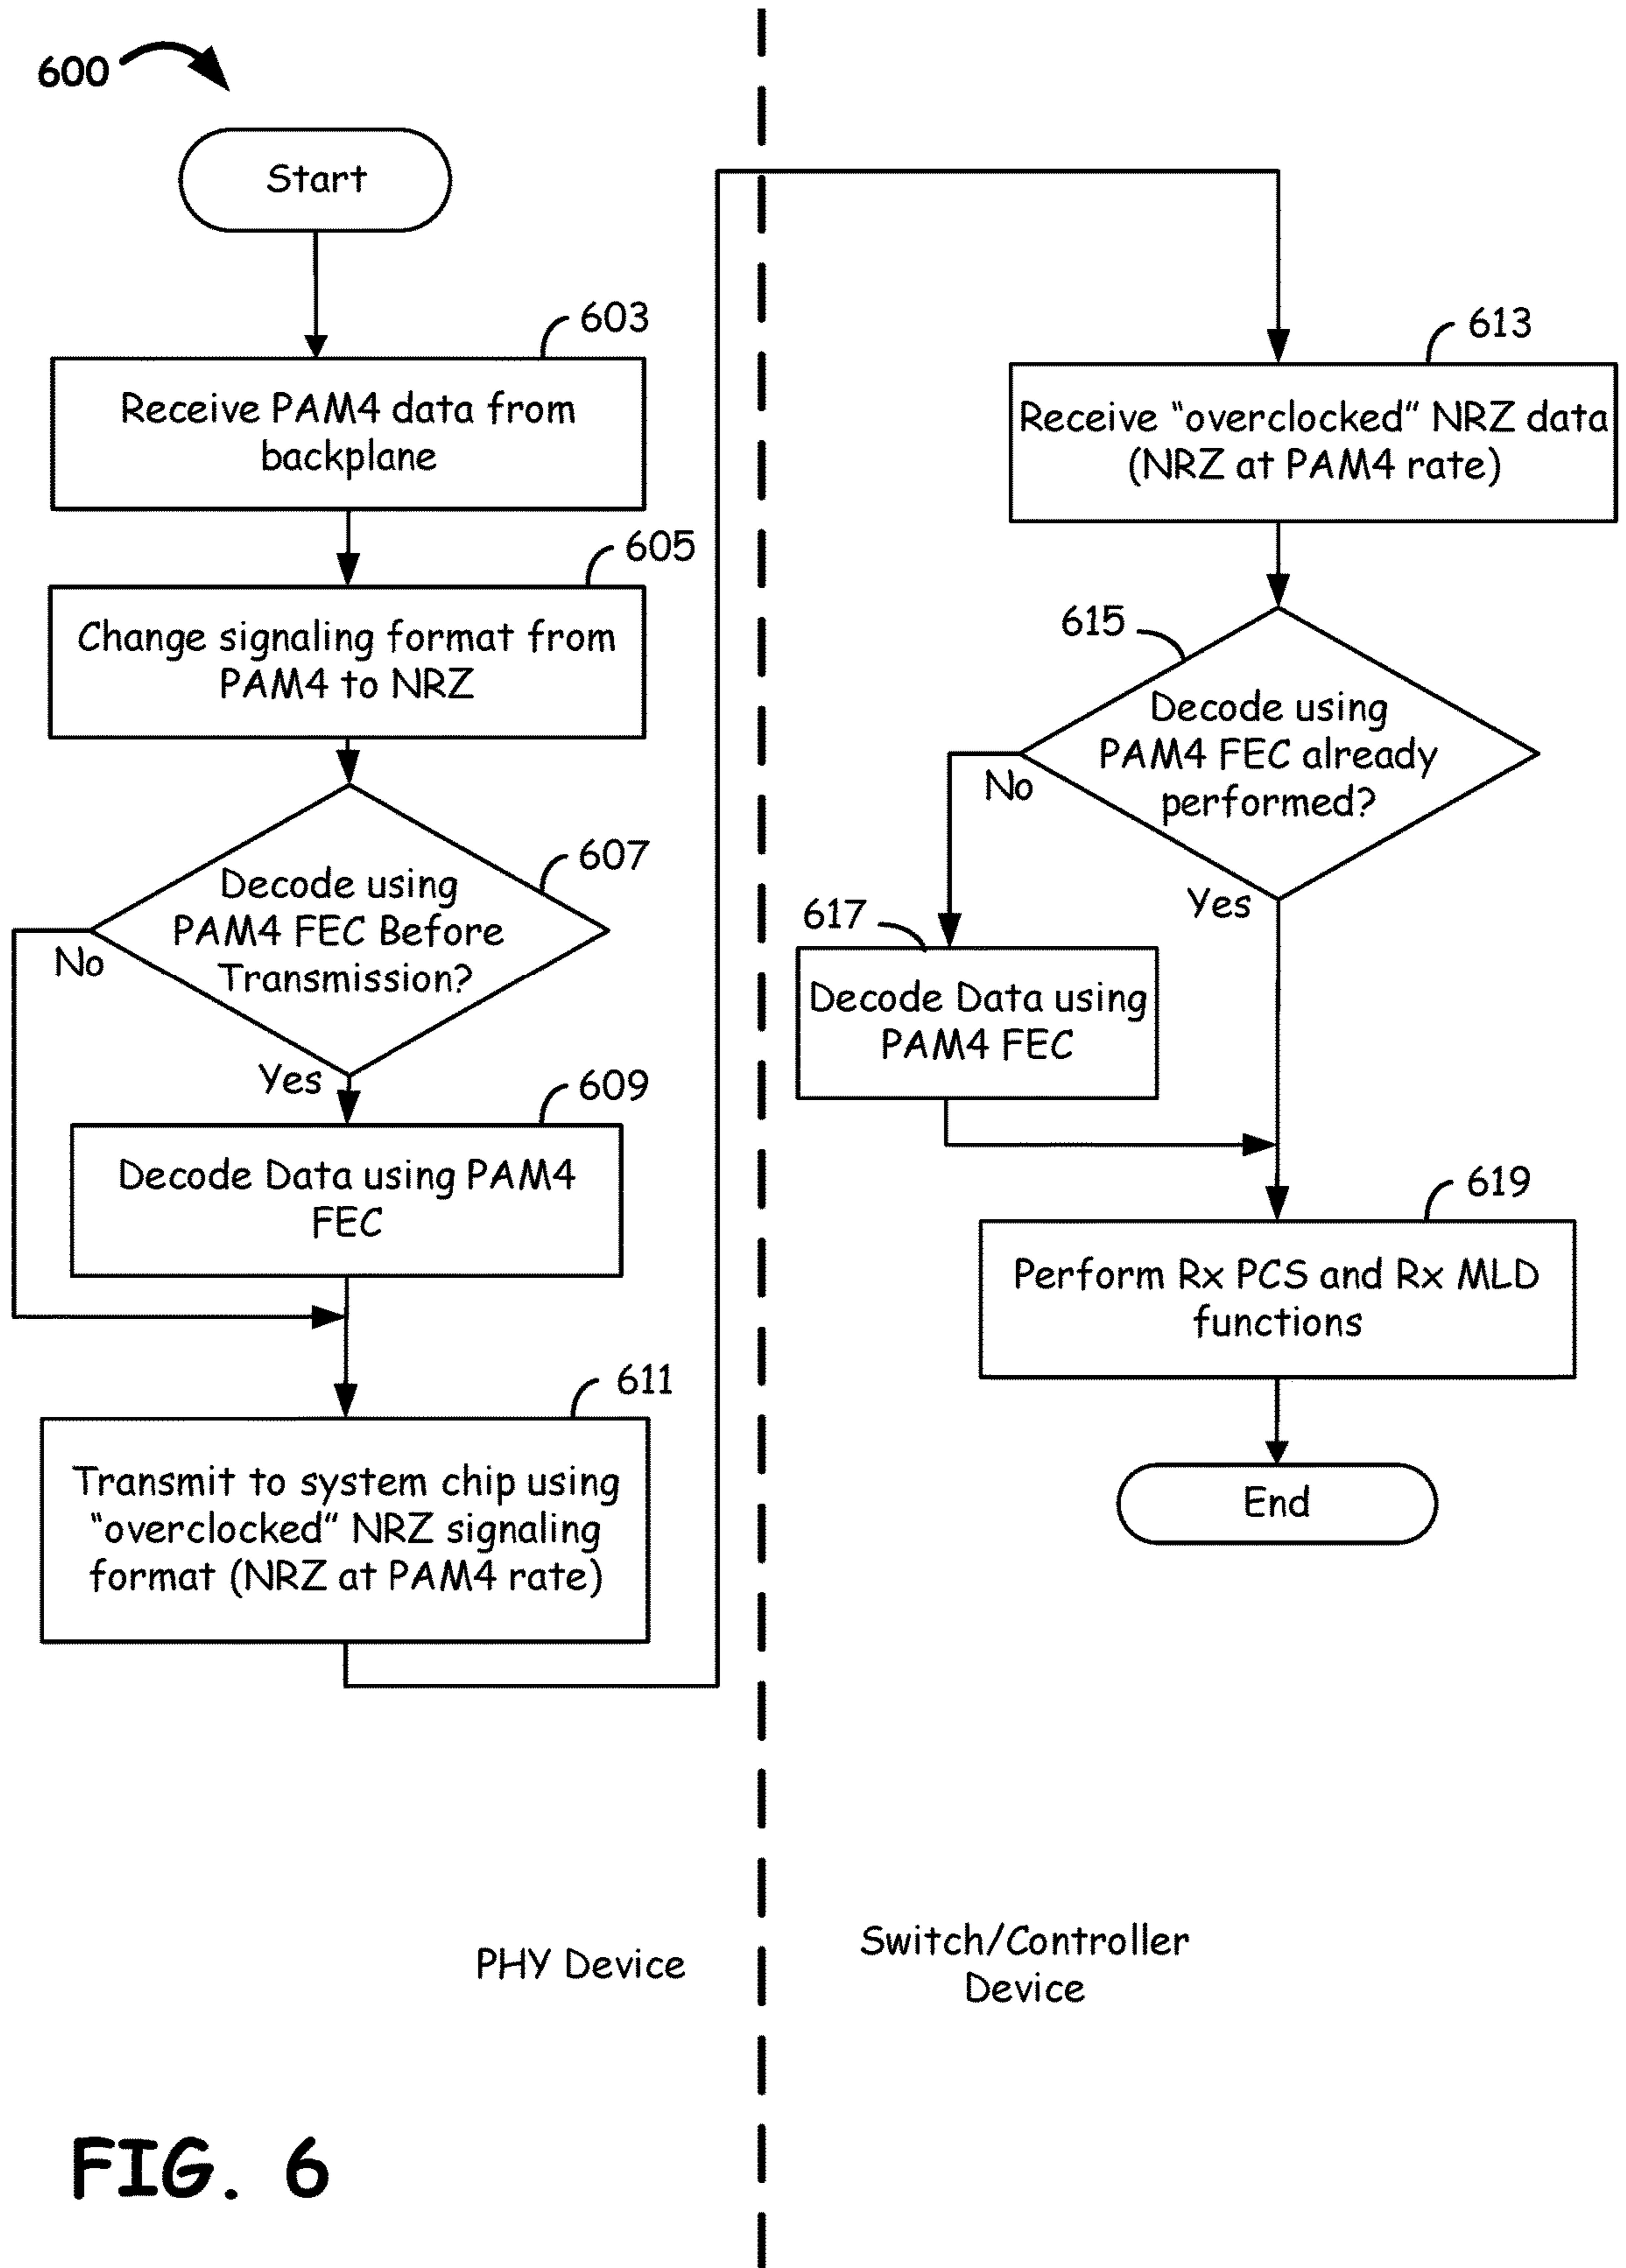 600
Start
603
Receive PAM4 data from
backplane
605
Change signaling format from
PAM4 to NRZ
607
Decode using
PAM4 FEC Before
Transmission?
No
Yes
609
Decode Data using PAM4
FEC
611
Transmit to system chip using
"overclocked" NRZ signaling
format (NRZ at PAM4 rate)
613
Receive "overclocked" NRZ data
(NRZ at PAM4 rate)
615
Decode using
PAM4 FEC already
performed?
No
Yes
617
Decode Data using
PAM4 FEC
619
Perform Rx PCS and Rx MLD
functions
End
PHY Device
Switch/Controller
Device
FIG. 6